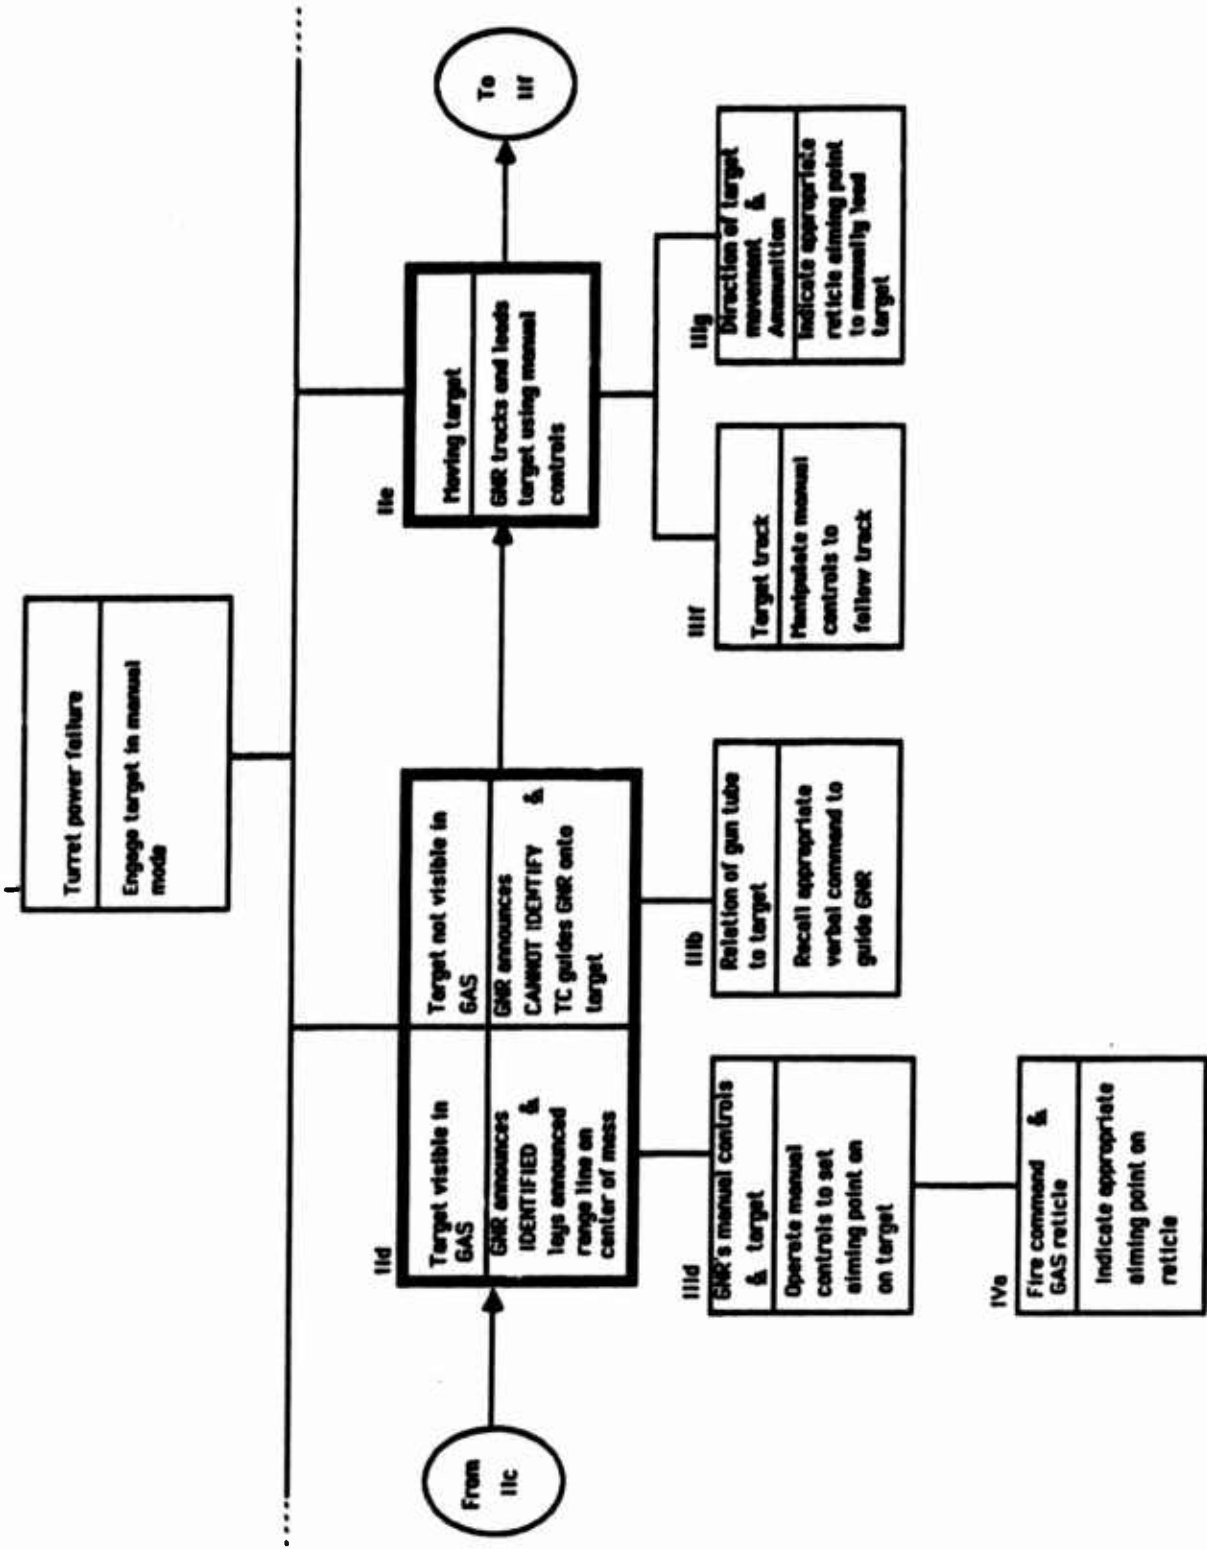 Turret power failure
Engage target in manual
mode
From
IIc
IId
Target visible in
GAS
GNR announces
IDENTIFIED &
lays announced
range line on
center of mass
Target not visible in
GAS
GNR announces
CANNOT IDENTIFY &
TC guides GNR onto
target
IIe
Moving target
GNR tracks and leads
target using manual
controls
To
IIf
IIId
GNR's manual controls
& target
Operate manual
controls to set
aiming point on
on target
IIIb
Relation of gun tube
to target
Recall appropriate
verbal command to
guide GNR
IIIf
Target track
Manipulate manual
controls to
follow track
IIIg
Direction of target
movement &
Ammunition
Indicate appropriate
reticle aiming point
to manually lead
target
IVa
Fire command &
GAS reticle
Indicate appropriate
aiming point on
reticle